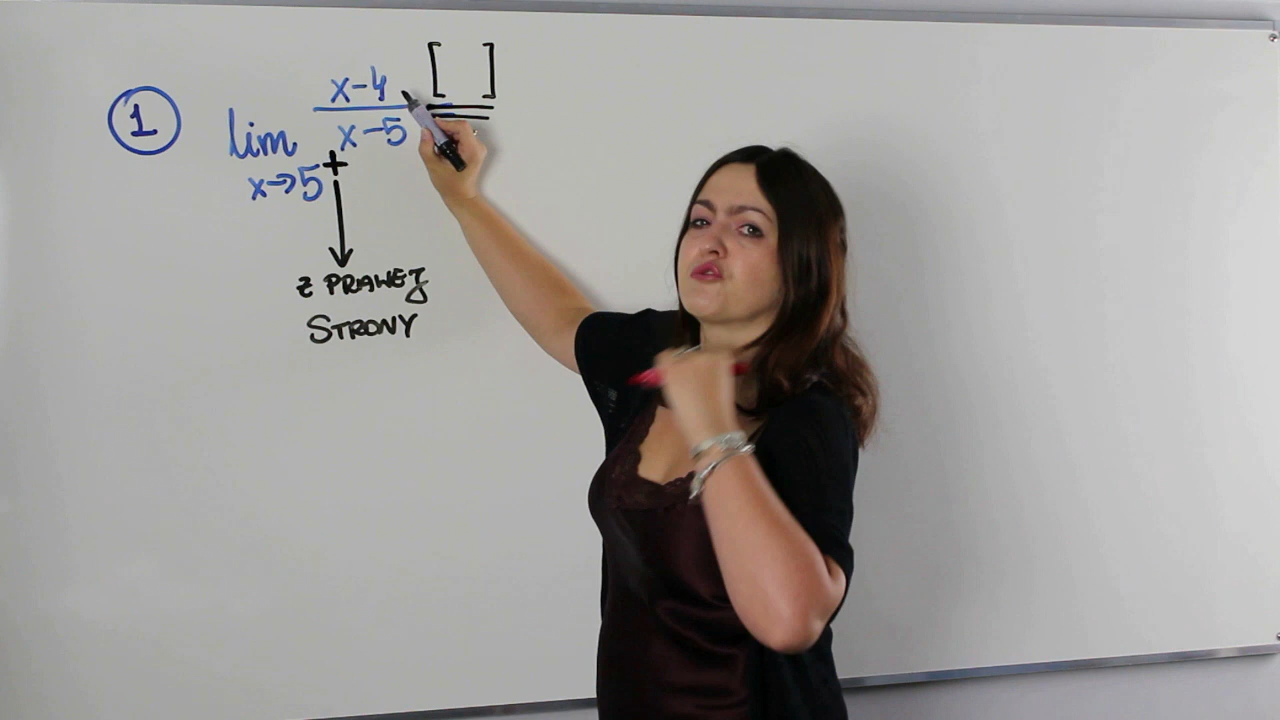 1
lim x→5⁺ (x-4)/(x-5) = [ ]
Z PRAWEJ
STRONY